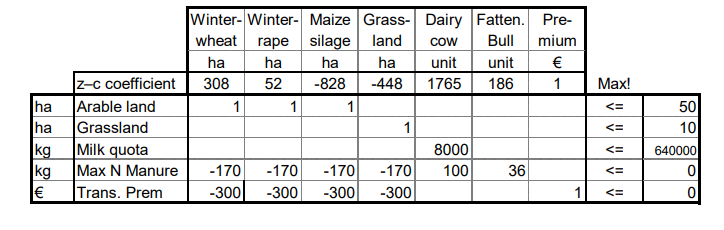 Winter- Winter- Maize Grass- Dairy Fatten. Pre-
wheat rape silage land cow Bull mium
ha ha ha ha unit unit €
z–c coefficient 308 52 -828 -448 1765 186 1 Max!
ha Arable land 1 1 1 <= 50
ha Grassland 1 <= 10
kg Milk quota 8000 <= 640000
kg Max N Manure -170 -170 -170 -170 100 36 <= 0
€ Trans. Prem -300 -300 -300 -300 1 <= 0